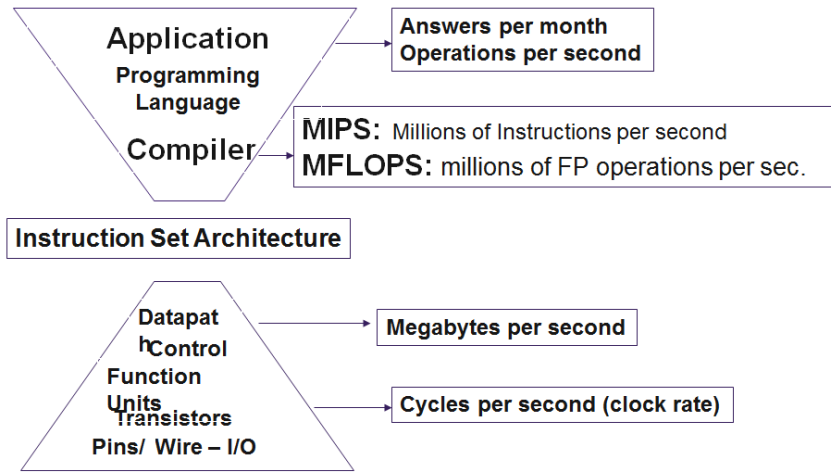 Application
Programming
Language
Compiler
Answers per month
Operations per second
MIPS: Millions of Instructions per second
MFLOPS: millions of FP operations per sec.
Instruction Set Architecture
Datapat
h
Control
Function
Units
Transistors
Pins/ Wire – I/O
Megabytes per second
Cycles per second (clock rate)